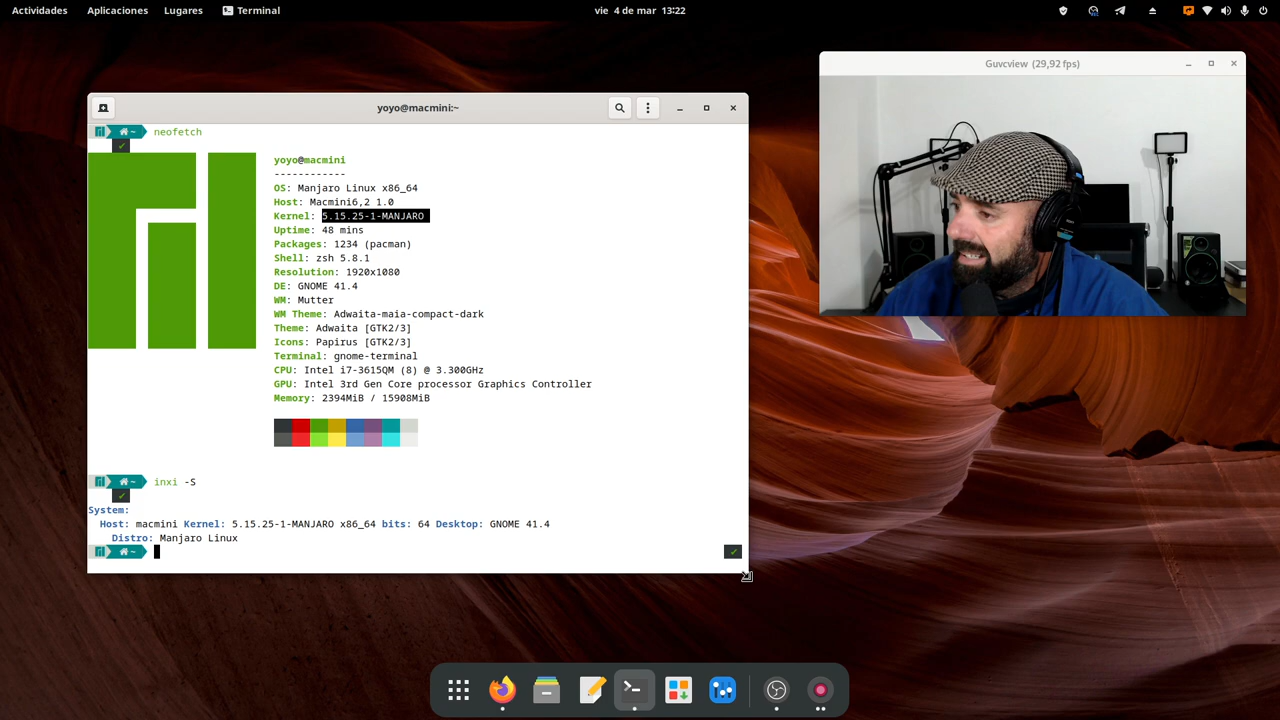 Actividades Aplicaciones Lugares Terminal vie 4 de mar 13:22
Guvcview (29,92 fps)
yoyo@macmini:~
~ neofetch
yoyo@macmini
------------
OS: Manjaro Linux x86_64
Host: Macmini6,2 1.0
Kernel: 5.15.25-1-MANJARO
Uptime: 48 mins
Packages: 1234 (pacman)
Shell: zsh 5.8.1
Resolution: 1920x1080
DE: GNOME 41.4
WM: Mutter
WM Theme: Adwaita-maia-compact-dark
Theme: Adwaita [GTK2/3]
Icons: Papirus [GTK2/3]
Terminal: gnome-terminal
CPU: Intel i7-3615QM (8) @ 3.300GHz
GPU: Intel 3rd Gen Core processor Graphics Controller
Memory: 2394MiB / 15908MiB
~ inxi -S
System:
Host: macmini Kernel: 5.15.25-1-MANJARO x86_64 bits: 64 Desktop: GNOME 41.4
Distro: Manjaro Linux
~